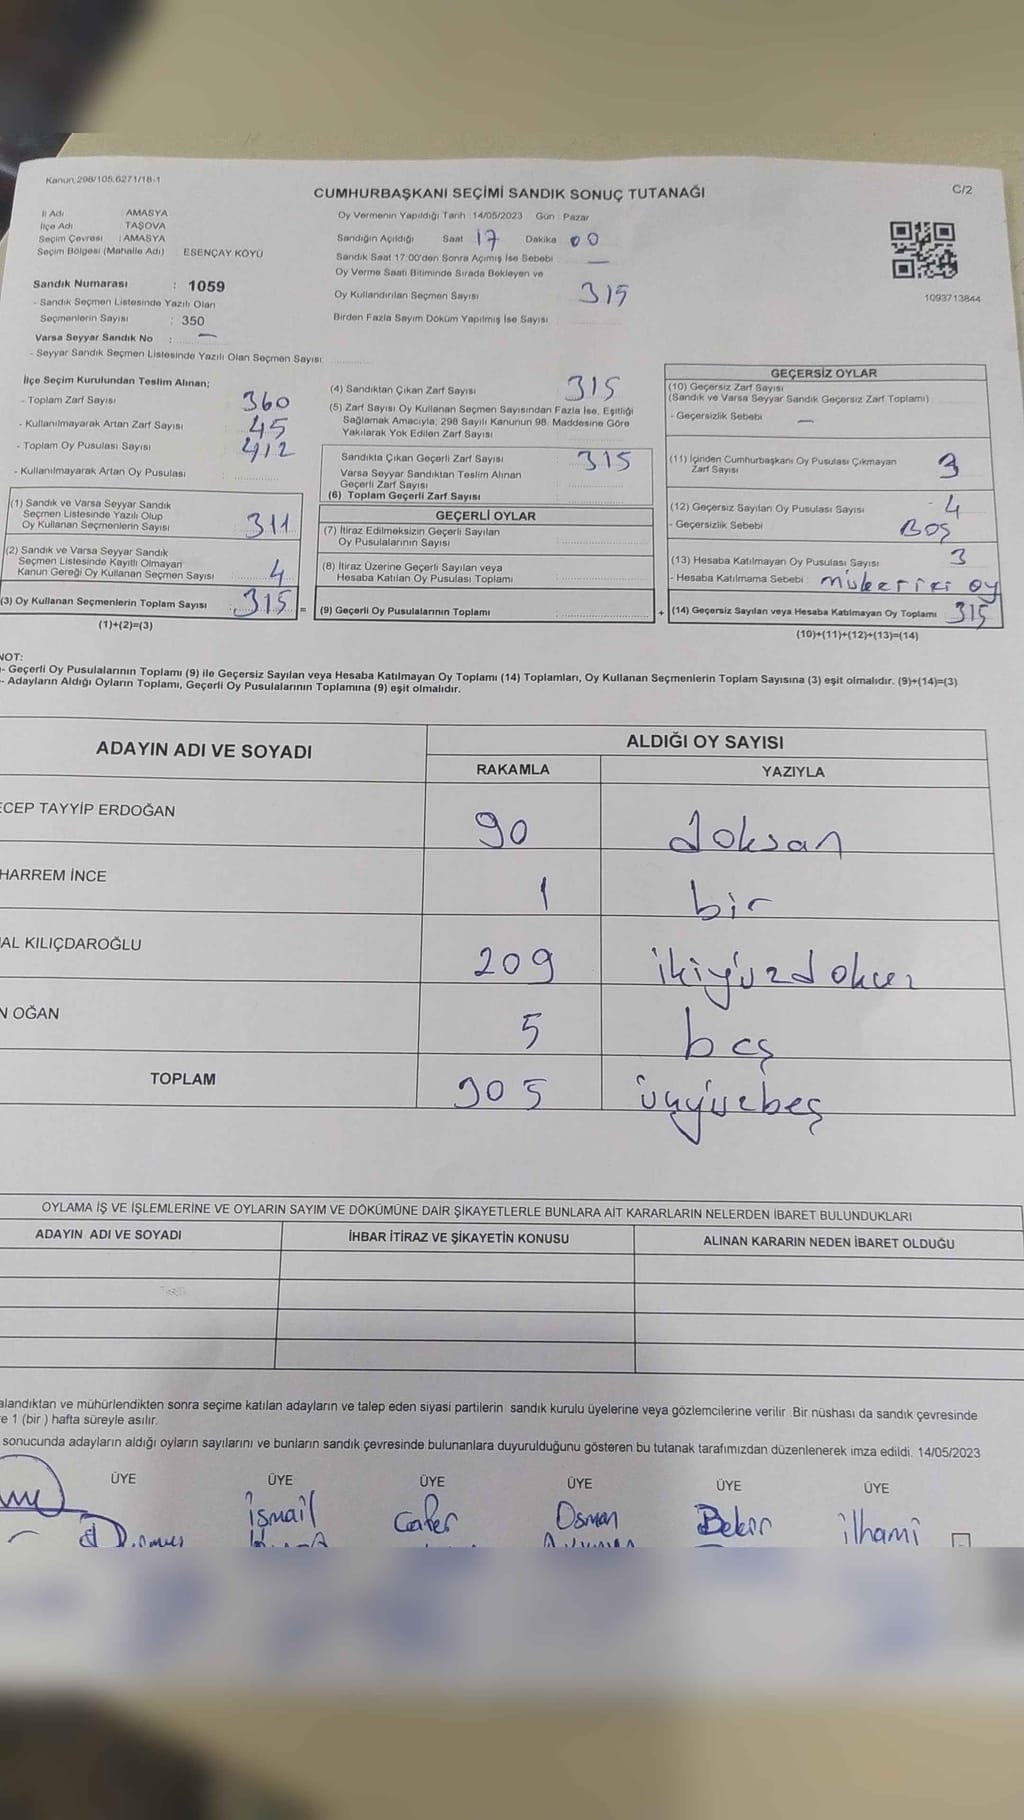 Kanun.298/105,6271/18-1
C/2
CUMHURBAŞKANI SEÇİMİ SANDIK SONUÇ TUTANAĞI
İl Adı AMASYA
İlçe Adı TAŞOVA
Seçim Çevresi : AMASYA
Seçim Bölgesi (Mahalle Adı) ESENÇAY KÖYÜ
Sandık Numarası : 1059
- Sandık Seçmen Listesinde Yazılı Olan
Seçmenlerin Sayısı : 350
Varsa Seyyar Sandık No : —
- Seyyar Sandık Seçmen Listesinde Yazılı Olan Seçmen Sayısı:
Oy Vermenin Yapıldığı Tarih 14/05/2023 Gün : Pazar
Sandığın Açıldığı Saat 17 Dakika 00
Sandık Saat 17:00'den Sonra Açımış İse Sebebi : —
Oy Verme Saati Bitiminde Sırada Bekleyen ve
Oy Kullandırılan Seçmen Sayısı 315
Birden Fazla Sayım Döküm Yapılmış İse Sayısı
1093713844
İlçe Seçim Kurulundan Teslim Alınan;
- Toplam Zarf Sayısı 360
- Kullanılmayarak Artan Zarf Sayısı 45
- Toplam Oy Pusulası Sayısı 412
- Kullanılmayarak Artan Oy Pusulası :
(1) Sandık ve Varsa Seyyar Sandık
Seçmen Listesinde Yazılı Olup
Oy Kullanan Seçmenlerin Sayısı 311
(2) Sandık ve Varsa Seyyar Sandık
Seçmen Listesinde Kayıtlı Olmayan
Kanun Gereği Oy Kullanan Seçmen Sayısı 4
(3) Oy Kullanan Seçmenlerin Toplam Sayısı 315 =
(1)+(2)=(3)
(4) Sandıktan Çıkan Zarf Sayısı 315
(5) Zarf Sayısı Oy Kullanan Seçmen Sayısından Fazla İse, Eşitliği
Sağlamak Amacıyla; 298 Sayılı Kanunun 98. Maddesine Göre
Yakılarak Yok Edilen Zarf Sayısı
Sandıkta Çıkan Geçerli Zarf Sayısı 315
Varsa Seyyar Sandıktan Teslim Alınan
Geçerli Zarf Sayısı
(6) Toplam Geçerli Zarf Sayısı
GEÇERLİ OYLAR
(7) İtiraz Edilmeksizin Geçerli Sayılan
Oy Pusulalarının Sayısı
(8) İtiraz Üzerine Geçerli Sayılan veya
Hesaba Katılan Oy Pusulası Toplamı
(9) Geçerli Oy Pusulalarının Toplamı +
GEÇERSİZ OYLAR
(10) Geçersiz Zarf Sayısı
(Sandık ve Varsa Seyyar Sandık Geçersiz Zarf Toplamı)
- Geçersizlik Sebebi —
(11) İçinden Cumhurbaşkanı Oy Pusulası Çıkmayan
Zarf Sayısı 3
(12) Geçersiz Sayılan Oy Pusulası Sayısı 4
- Geçersizlik Sebebi BOŞ
(13) Hesaba Katılmayan Oy Pusulası Sayısı 3
- Hesaba Katılmama Sebebi : oy
(14) Geçersiz Sayılan veya Hesaba Katılmayan Oy Toplamı 315
(10)+(11)+(12)+(13)=(14)
NOT:
- Geçerli Oy Pusulalarının Toplamı (9) ile Geçersiz Sayılan veya Hesaba Katılmayan Oy Toplamı (14) Toplamları, Oy Kullanan Seçmenlerin Toplam Sayısına (3) eşit olmalıdır. (9)+(14)=(3)
- Adayların Aldığı Oyların Toplamı, Geçerli Oy Pusulalarının Toplamına (9) eşit olmalıdır.
ADAYIN ADI VE SOYADI ALDIĞI OY SAYISI
RAKAMLA YAZIYLA
ECEP TAYYİP ERDOĞAN 90 doksan
HARREM İNCE 1 bir
AL KILIÇDAROĞLU 209 ikiyüzdokuz
N OĞAN 5 beş
TOPLAM 305 üçyüzbeş
OYLAMA İŞ VE İŞLEMLERİNE VE OYLARIN SAYIM VE DÖKÜMÜNE DAİR ŞİKAYETLERLE BUNLARA AİT KARARLARIN NELERDEN İBARET BULUNDUKLARI
ADAYIN ADI VE SOYADI İHBAR İTİRAZ VE ŞİKAYETİN KONUSU ALINAN KARARIN NEDEN İBARET OLDUĞU
alandıktan ve mühürlendikten sonra seçime katılan adayların ve talep eden siyasi partilerin sandık kurulu üyelerine veya gözlemcilerine verilir. Bir nüshası da sandık çevresinde
e 1 (bir ) hafta süreyle asılır.
sonucunda adayların aldığı oyların sayılarını ve bunların sandık çevresinde bulunanlara duyurulduğunu gösteren bu tutanak tarafımızdan düzenlenerek imza edildi. 14/05/2023
ÜYE ÜYE ÜYE ÜYE ÜYE ÜYE
İsmail Cafer Osman Bekir ilhami